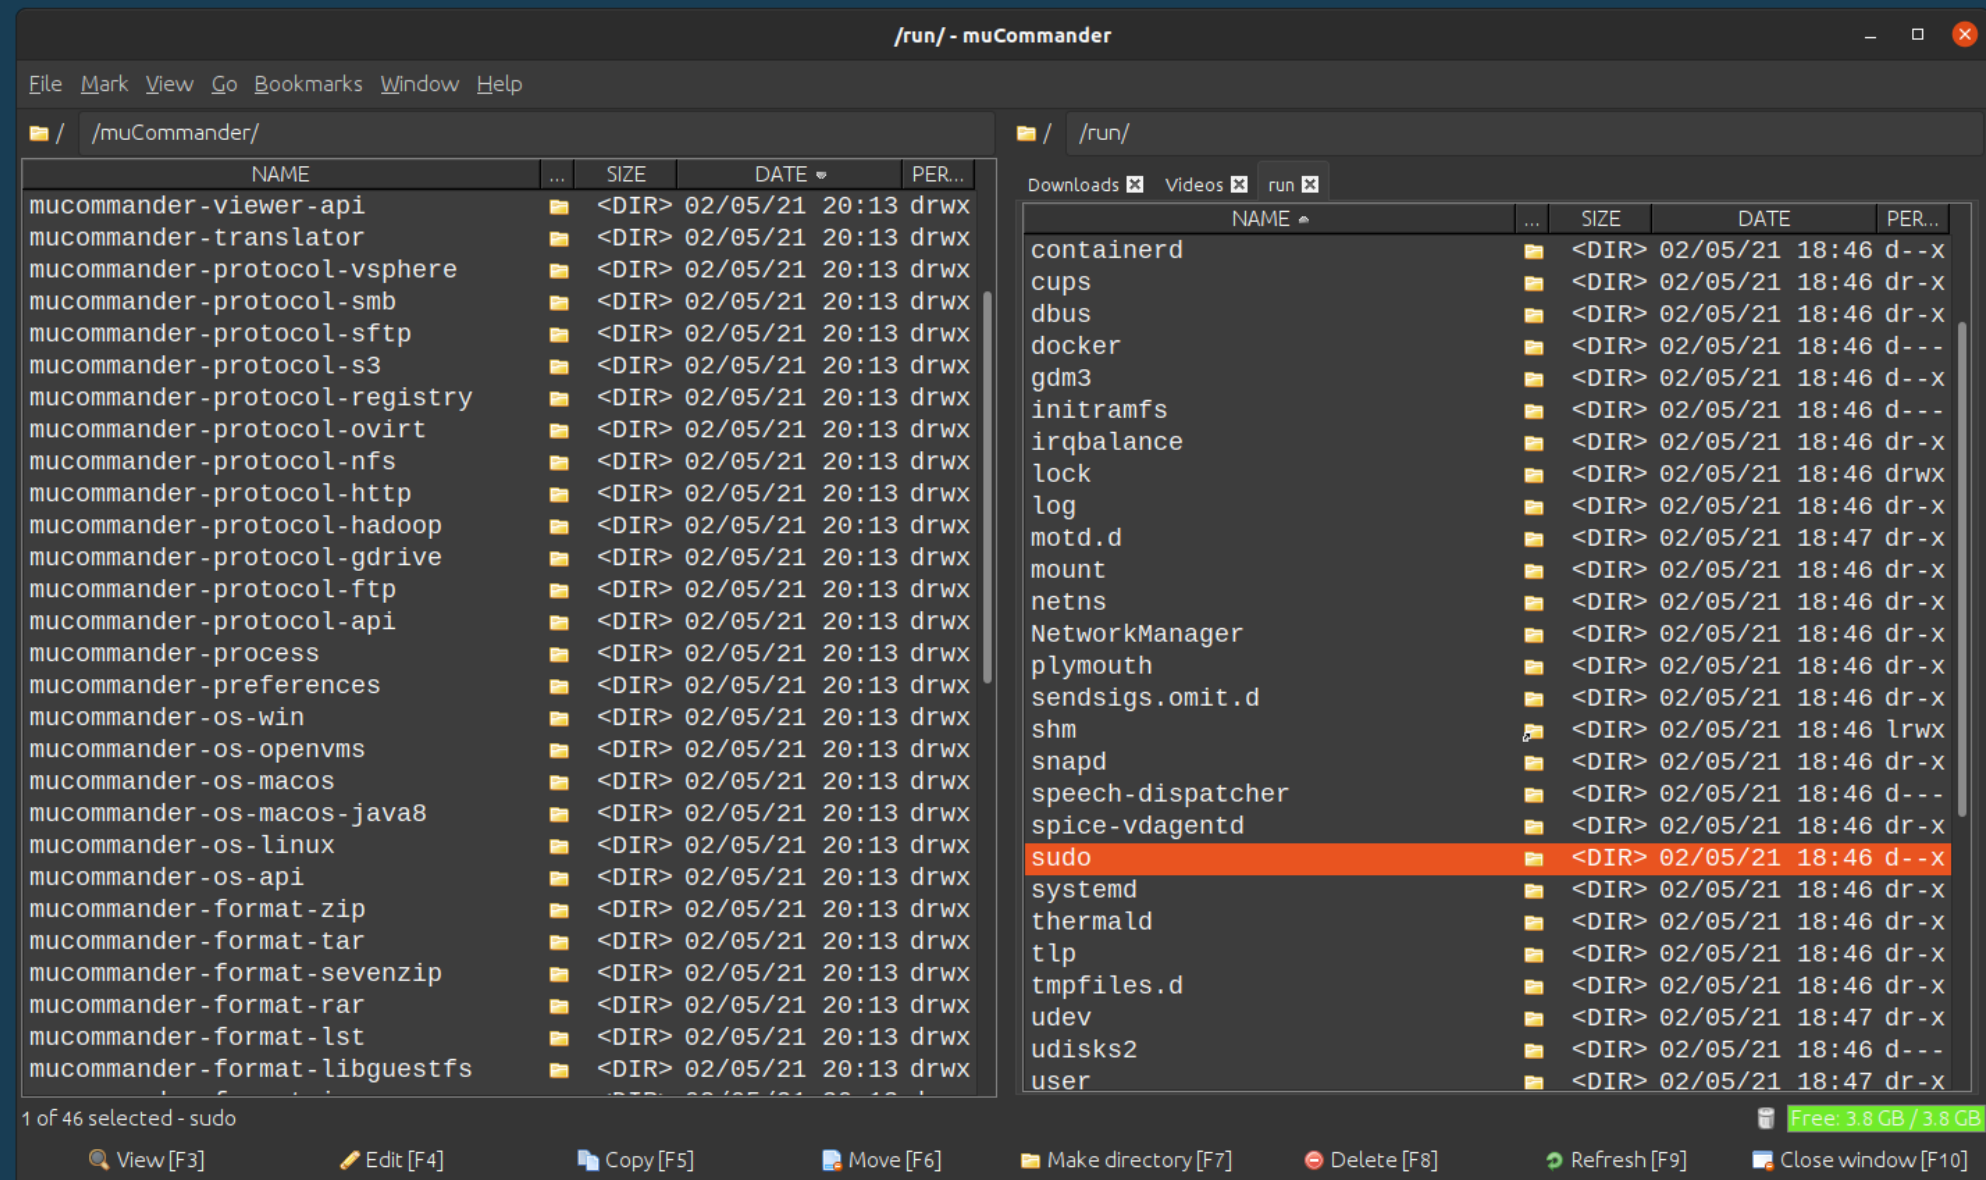 /run/ - muCommander
File Mark View Go Bookmarks Window Help
/ /muCommander/
NAME ... SIZE DATE PER...
mucommander-viewer-api <DIR> 02/05/21 20:13 drwx
mucommander-translator <DIR> 02/05/21 20:13 drwx
mucommander-protocol-vsphere <DIR> 02/05/21 20:13 drwx
mucommander-protocol-smb <DIR> 02/05/21 20:13 drwx
mucommander-protocol-sftp <DIR> 02/05/21 20:13 drwx
mucommander-protocol-s3 <DIR> 02/05/21 20:13 drwx
mucommander-protocol-registry <DIR> 02/05/21 20:13 drwx
mucommander-protocol-ovirt <DIR> 02/05/21 20:13 drwx
mucommander-protocol-nfs <DIR> 02/05/21 20:13 drwx
mucommander-protocol-http <DIR> 02/05/21 20:13 drwx
mucommander-protocol-hadoop <DIR> 02/05/21 20:13 drwx
mucommander-protocol-gdrive <DIR> 02/05/21 20:13 drwx
mucommander-protocol-ftp <DIR> 02/05/21 20:13 drwx
mucommander-protocol-api <DIR> 02/05/21 20:13 drwx
mucommander-process <DIR> 02/05/21 20:13 drwx
mucommander-preferences <DIR> 02/05/21 20:13 drwx
mucommander-os-win <DIR> 02/05/21 20:13 drwx
mucommander-os-openvms <DIR> 02/05/21 20:13 drwx
mucommander-os-macos <DIR> 02/05/21 20:13 drwx
mucommander-os-macos-java8 <DIR> 02/05/21 20:13 drwx
mucommander-os-linux <DIR> 02/05/21 20:13 drwx
mucommander-os-api <DIR> 02/05/21 20:13 drwx
mucommander-format-zip <DIR> 02/05/21 20:13 drwx
mucommander-format-tar <DIR> 02/05/21 20:13 drwx
mucommander-format-sevenzip <DIR> 02/05/21 20:13 drwx
mucommander-format-rar <DIR> 02/05/21 20:13 drwx
mucommander-format-lst <DIR> 02/05/21 20:13 drwx
mucommander-format-libguestfs <DIR> 02/05/21 20:13 drwx
/ /run/
Downloads Videos run
NAME ... SIZE DATE PER...
containerd <DIR> 02/05/21 18:46 d--x
cups <DIR> 02/05/21 18:46 dr-x
dbus <DIR> 02/05/21 18:46 dr-x
docker <DIR> 02/05/21 18:46 d---
gdm3 <DIR> 02/05/21 18:46 d--x
initramfs <DIR> 02/05/21 18:46 d---
irqbalance <DIR> 02/05/21 18:46 dr-x
lock <DIR> 02/05/21 18:46 drwx
log <DIR> 02/05/21 18:46 dr-x
motd.d <DIR> 02/05/21 18:47 dr-x
mount <DIR> 02/05/21 18:46 dr-x
netns <DIR> 02/05/21 18:46 dr-x
NetworkManager <DIR> 02/05/21 18:46 dr-x
plymouth <DIR> 02/05/21 18:46 dr-x
sendsigs.omit.d <DIR> 02/05/21 18:46 dr-x
shm <DIR> 02/05/21 18:46 lrwx
snapd <DIR> 02/05/21 18:46 dr-x
speech-dispatcher <DIR> 02/05/21 18:46 d---
spice-vdagentd <DIR> 02/05/21 18:46 dr-x
sudo <DIR> 02/05/21 18:46 d--x
systemd <DIR> 02/05/21 18:46 dr-x
thermald <DIR> 02/05/21 18:46 dr-x
tlp <DIR> 02/05/21 18:46 dr-x
tmpfiles.d <DIR> 02/05/21 18:46 dr-x
udev <DIR> 02/05/21 18:47 dr-x
udisks2 <DIR> 02/05/21 18:46 d---
user <DIR> 02/05/21 18:47 dr-x
1 of 46 selected - sudo
Free: 3.8 GB / 3.8 GB
View [F3] Edit [F4] Copy [F5] Move [F6] Make directory [F7] Delete [F8] Refresh [F9] Close window [F10]